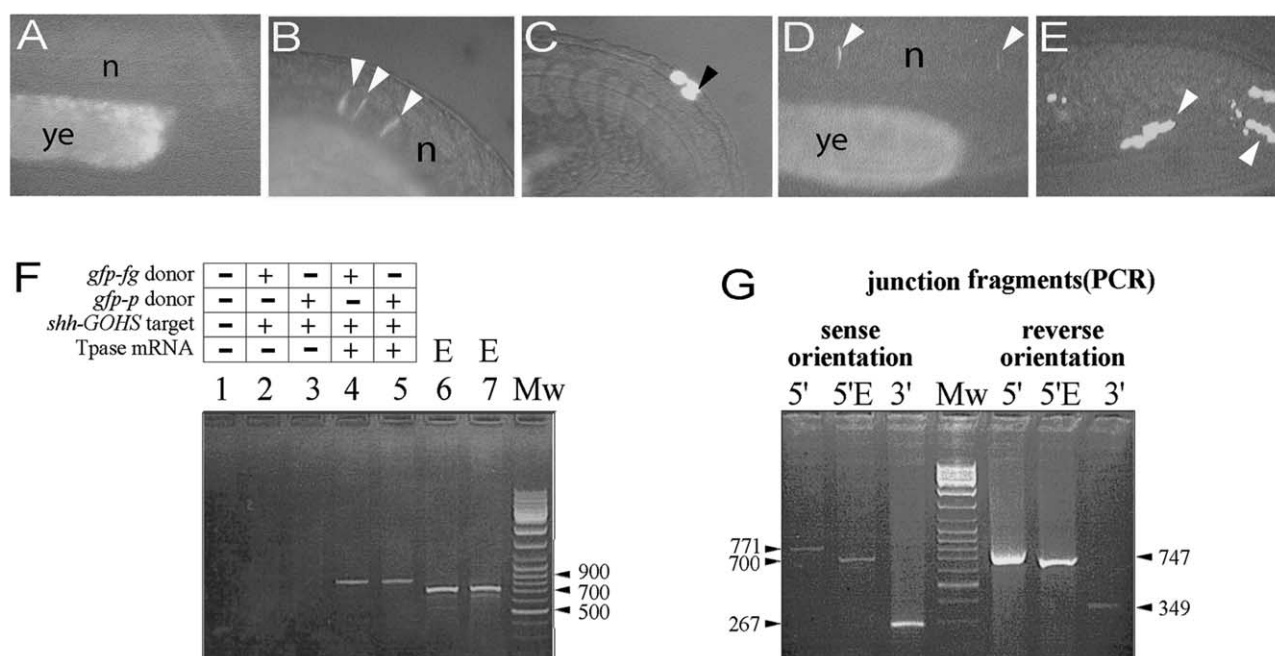 A B C D E
n n n
ye ye
F
gfp-fg donor - + - + -
gfp-p donor - - + - +
shh-GOHS target - + + + +
Tpase mRNA - - - + + E E
1 2 3 4 5 6 7 Mw
900
700
500
G
junction fragments(PCR)
sense reverse
orientation orientation
5' 5'E 3' Mw 5' 5'E 3'
771
700
267
747
349